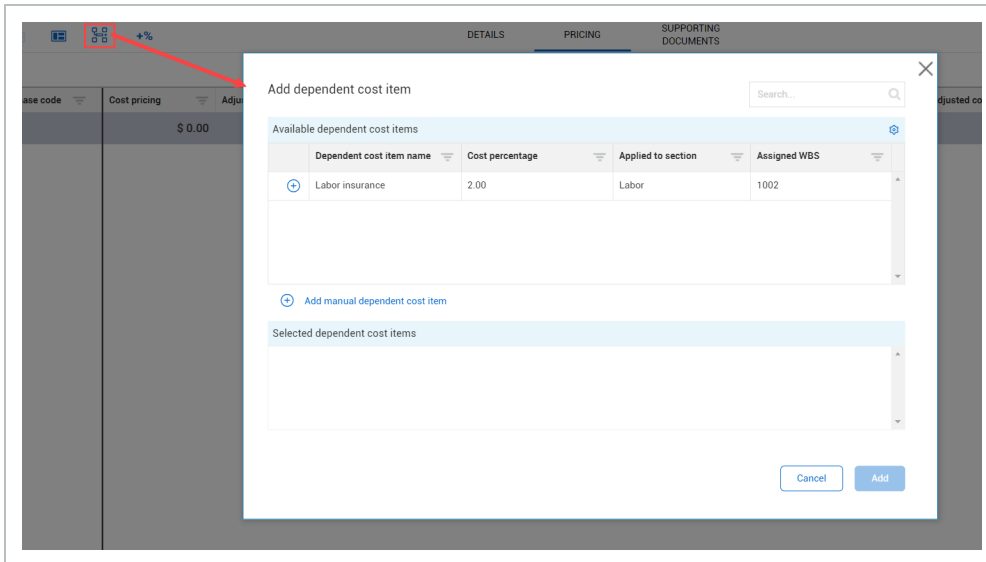 +%
DETAILS
PRICING
SUPPORTING
DOCUMENTS
ase code
Cost pricing
Adju
djusted co
$ 0.00
Add dependent cost item
Search...
Available dependent cost items
Dependent cost item name
Cost percentage
Applied to section
Assigned WBS
Labor insurance
2.00
Labor
1002
Add manual dependent cost item
Selected dependent cost items
Cancel
Add